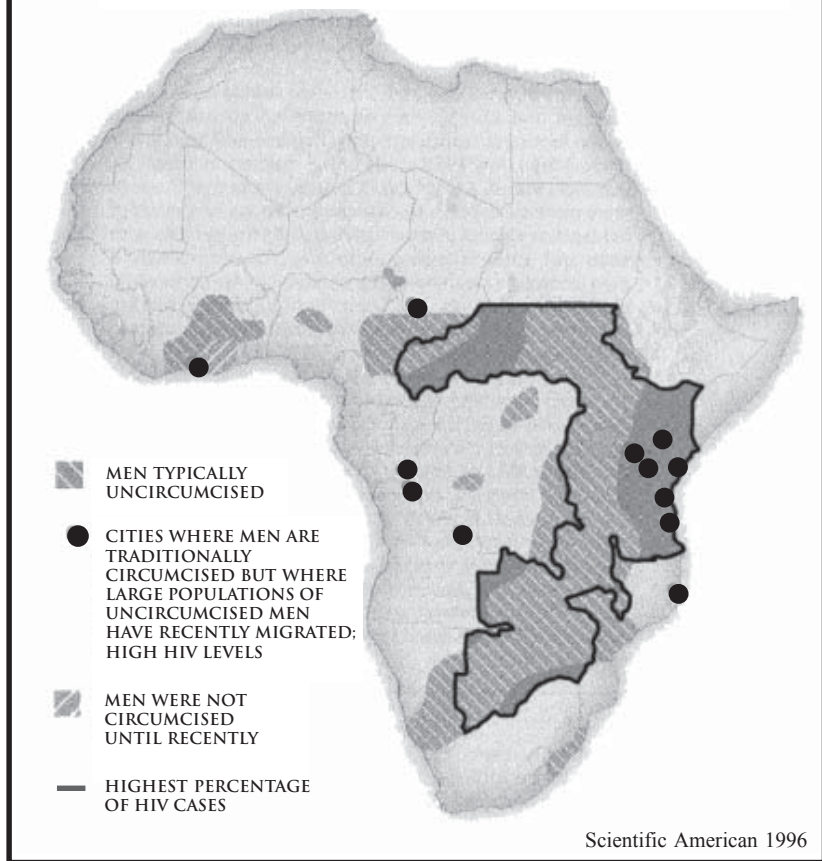 MEN TYPICALLY
UNCIRCUMCISED
CITIES WHERE MEN ARE
TRADITIONALLY
CIRCUMCISED BUT WHERE
LARGE POPULATIONS OF
UNCIRCUMCISED MEN
HAVE RECENTLY MIGRATED;
HIGH HIV LEVELS
MEN WERE NOT
CIRCUMCISED
UNTIL RECENTLY
HIGHEST PERCENTAGE
OF HIV CASES
Scientific American 1996